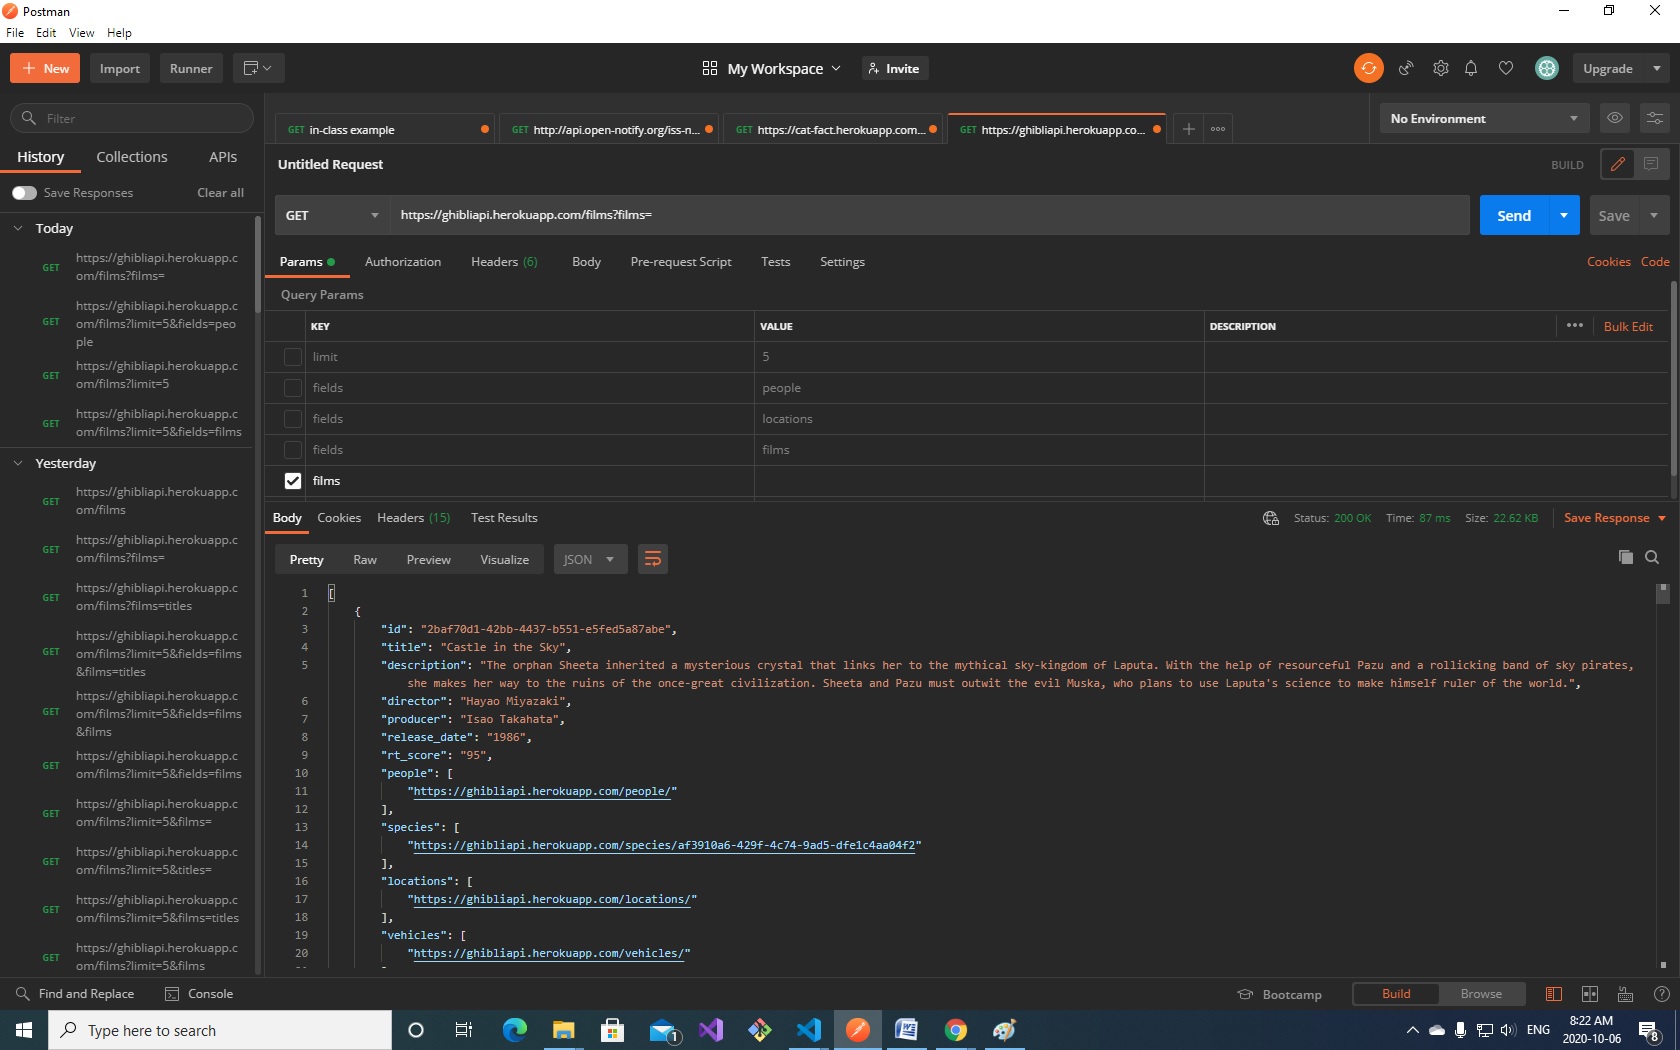 Postman
File Edit View Help
New Import Runner My Workspace Invite Upgrade
Filter
GET in-class example GET http://api.open-notify.org/iss-n... GET https://cat-fact.herokuapp.com... GET https://ghibliapi.herokuapp.co... No Environment
History Collections APIs
Save Responses Clear all
Today
GET https://ghibliapi.herokuapp.c
om/films?films=
GET https://ghibliapi.herokuapp.c
om/films?limit=5&fields=peo
ple
GET https://ghibliapi.herokuapp.c
om/films?limit=5
GET https://ghibliapi.herokuapp.c
om/films?limit=5&fields=films
Yesterday
GET https://ghibliapi.herokuapp.c
om/films
GET https://ghibliapi.herokuapp.c
om/films?films=
GET https://ghibliapi.herokuapp.c
om/films?films=titles
GET https://ghibliapi.herokuapp.c
om/films?limit=5&fields=films
&films=titles
GET https://ghibliapi.herokuapp.c
om/films?limit=5&fields=films
&films
GET https://ghibliapi.herokuapp.c
om/films?limit=5&fields=films
GET https://ghibliapi.herokuapp.c
om/films?limit=5&films=
GET https://ghibliapi.herokuapp.c
om/films?limit=5&titles=
GET https://ghibliapi.herokuapp.c
om/films?limit=5&films=titles
GET https://ghibliapi.herokuapp.c
om/films?limit=5&films
Untitled Request BUILD
GET https://ghibliapi.herokuapp.com/films?films= Send Save
Params Authorization Headers (6) Body Pre-request Script Tests Settings Cookies Code
Query Params
KEY VALUE DESCRIPTION Bulk Edit
limit 5
fields people
fields locations
fields films
films
Body Cookies Headers (15) Test Results Status: 200 OK Time: 87 ms Size: 22.62 KB Save Response
Pretty Raw Preview Visualize JSON
1 [
2 {
3 "id": "2baf70d1-42bb-4437-b551-e5fed5a87abe",
4 "title": "Castle in the Sky",
5 "description": "The orphan Sheeta inherited a mysterious crystal that links her to the mythical sky-kingdom of Laputa. With the help of resourceful Pazu and a rollicking band of sky pirates,
she makes her way to the ruins of the once-great civilization. Sheeta and Pazu must outwit the evil Muska, who plans to use Laputa's science to make himself ruler of the world.",
6 "director": "Hayao Miyazaki",
7 "producer": "Isao Takahata",
8 "release_date": "1986",
9 "rt_score": "95",
10 "people": [
11 "https://ghibliapi.herokuapp.com/people/"
12 ],
13 "species": [
14 "https://ghibliapi.herokuapp.com/species/af3910a6-429f-4c74-9ad5-dfe1c4aa04f2"
15 ],
16 "locations": [
17 "https://ghibliapi.herokuapp.com/locations/"
18 ],
19 "vehicles": [
20 "https://ghibliapi.herokuapp.com/vehicles/"
Find and Replace Console Bootcamp Build Browse
Type here to search 1 ENG 8:22 AM
2020-10-06 8